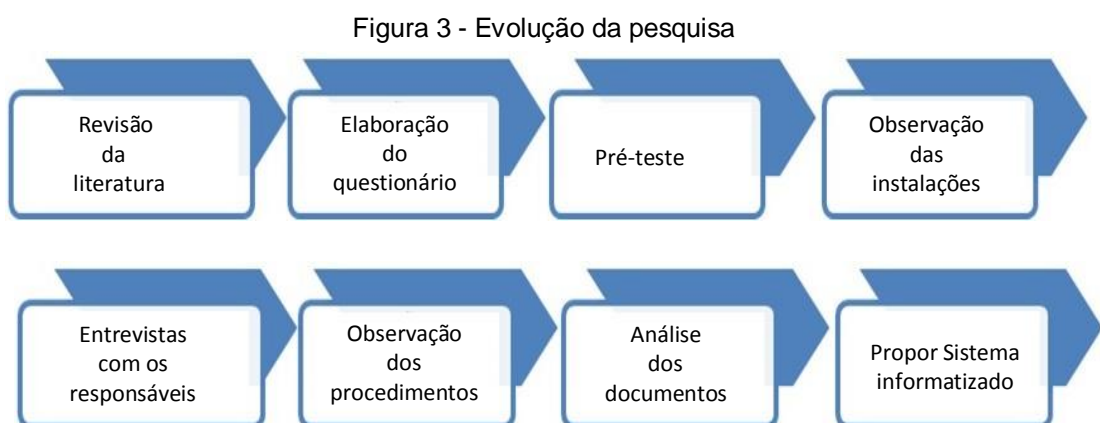 Figura 3 - Evolução da pesquisa
Revisão
da
literatura
Elaboração
do
questionário
Pré-teste
Observação
das
instalações
Entrevistas
com os
responsáveis
Observação
dos
procedimentos
Análise
dos
documentos
Propor Sistema
informatizado